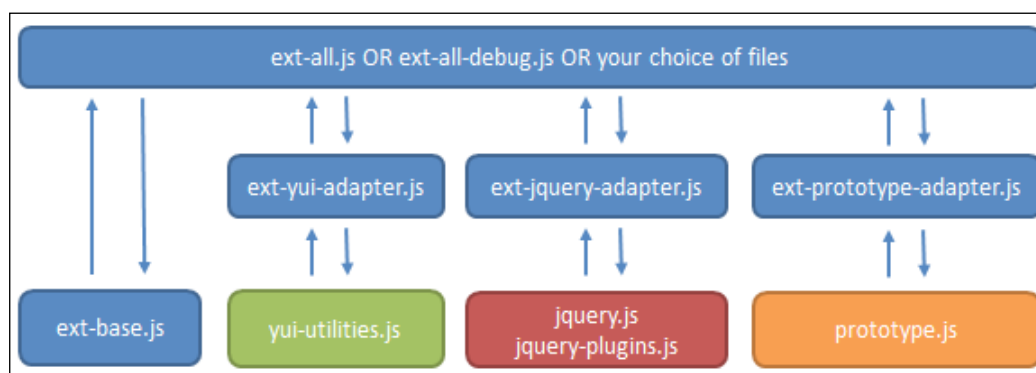 ext-all.js OR ext-all-debug.js OR your choice of files
ext-yui-adapter.js
ext-jquery-adapter.js
ext-prototype-adapter.js
ext-base.js
yui-utilities.js
jquery.js
jquery-plugins.js
prototype.js